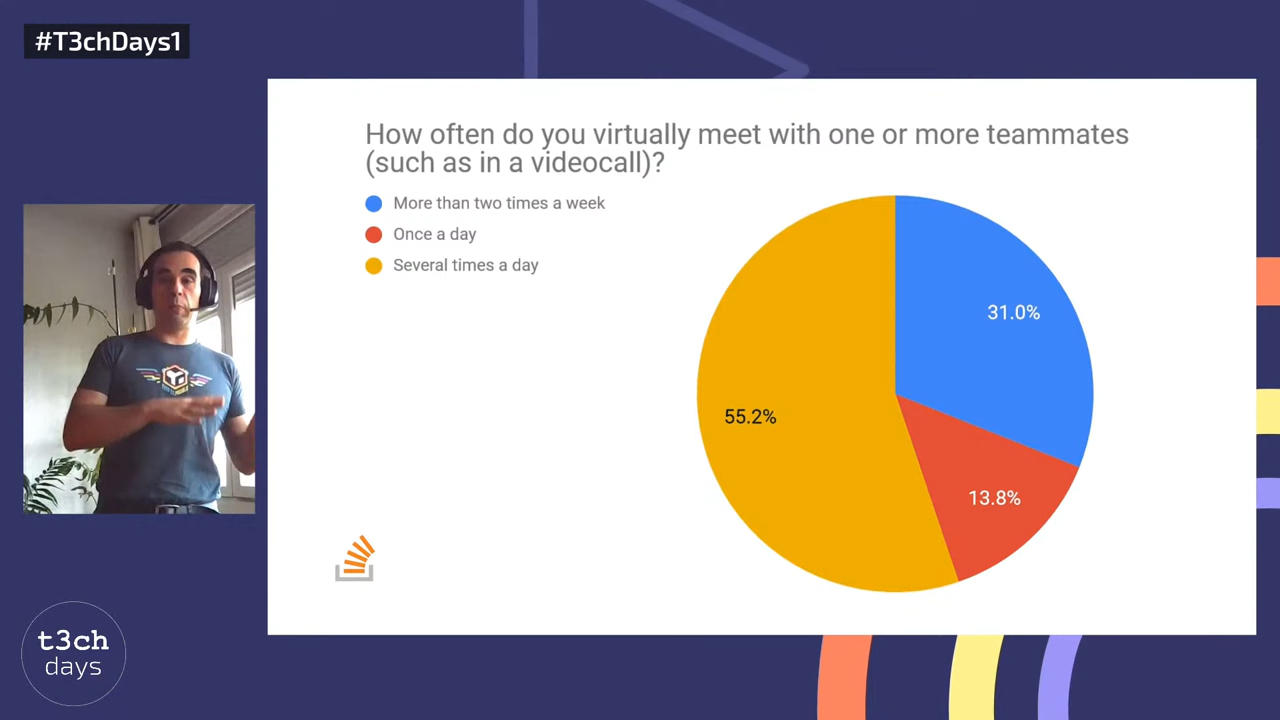 #T3chDays1
How often do you virtually meet with one or more teammates
(such as in a videocall)?
More than two times a week
Once a day
Several times a day
31.0%
55.2%
13.8%
t3ch
days